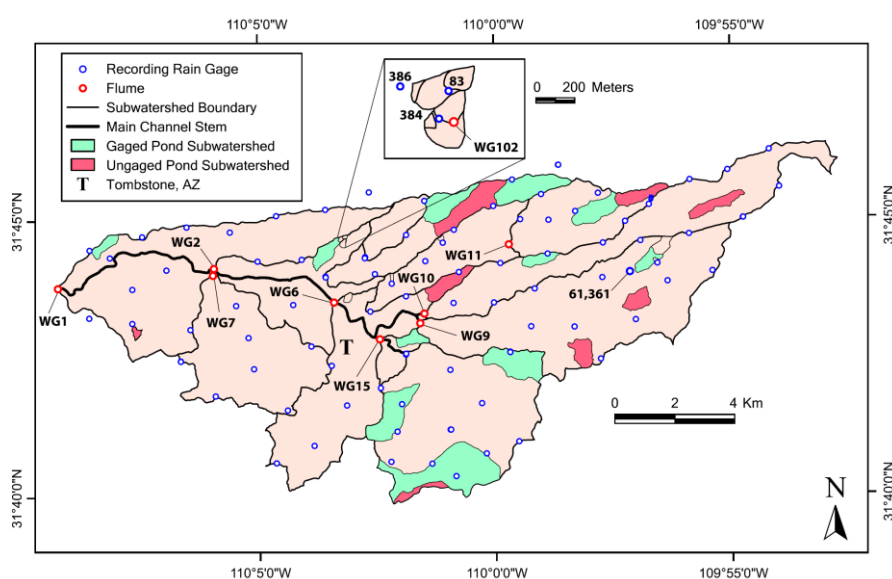 110°5'0"W 110°0'0"W 109°55'0"W
Recording Rain Gage
Flume
Subwatershed Boundary
Main Channel Stem
Gaged Pond Subwatershed
Ungaged Pond Subwatershed
T Tombstone, AZ
386
83
384
WG102
0 200 Meters
31°45'0"N
31°45'0"N
WG2
WG11
WG6
WG10
61,361
WG1
WG7
WG9
T
WG15
0 2 4 Km
N
31°40'0"N
31°40'0"N
110°5'0"W 110°0'0"W 109°55'0"W